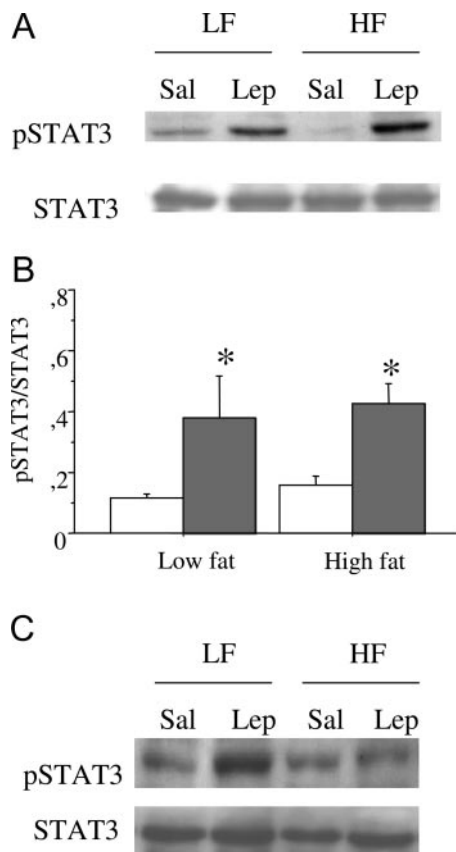 A
LF HF
Sal Lep Sal Lep
pSTAT3
STAT3
B
pSTAT3/STAT3
,8
,6
,4
,2
0
* *
Low fat High fat
C
LF HF
Sal Lep Sal Lep
pSTAT3
STAT3